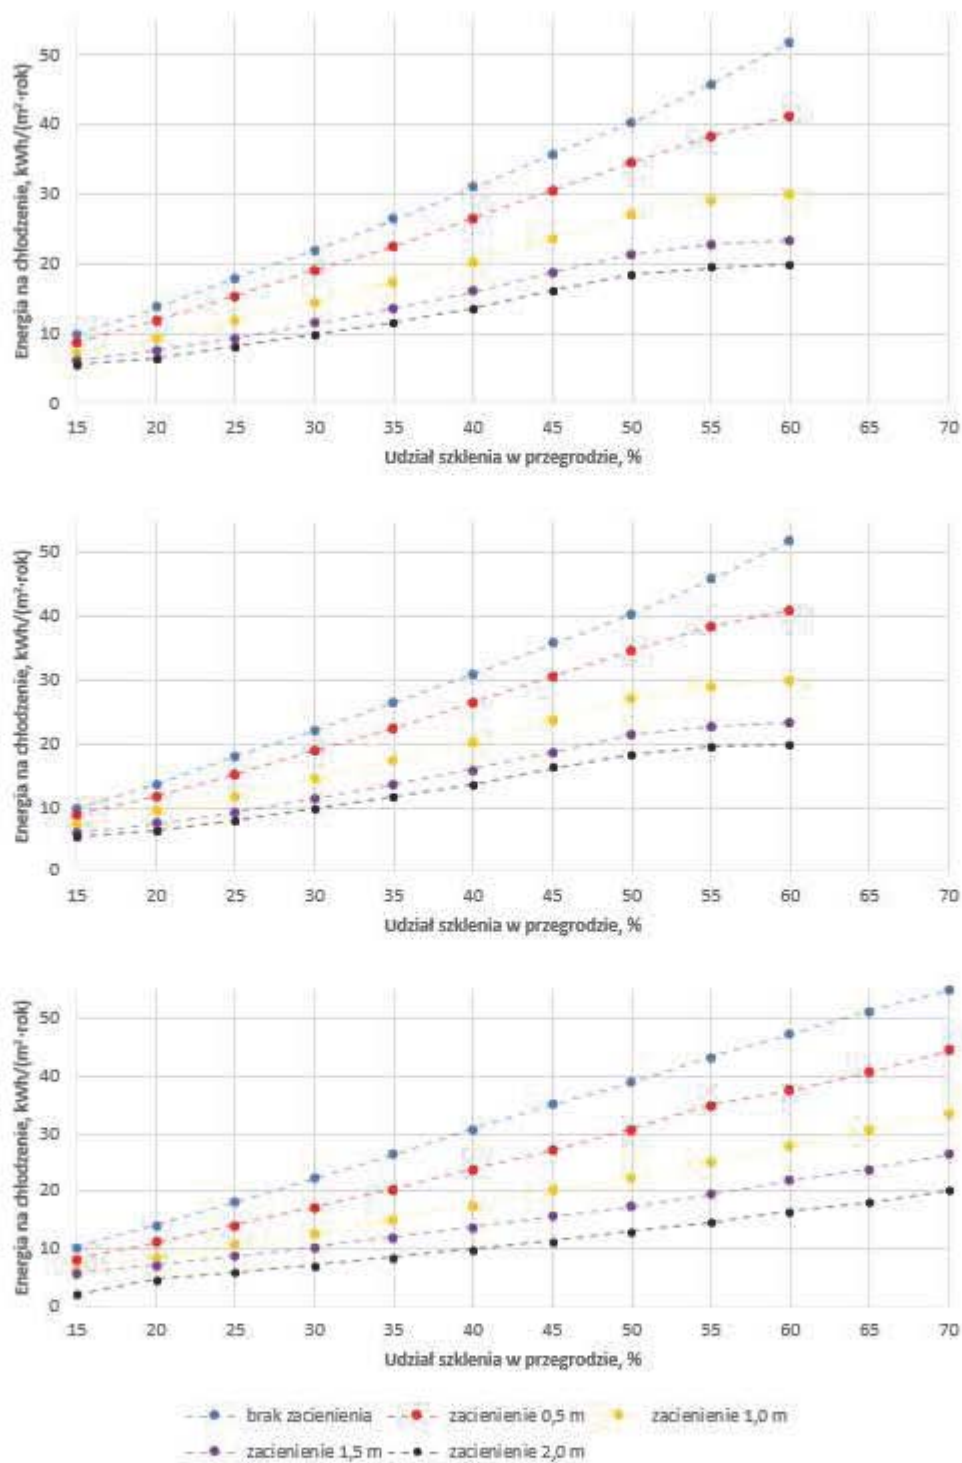 50
40
30
20
10
0
Energia na chłodzenie, kWh/(m²·rok)
15 20 25 30 35 40 45 50 55 60 65 70
Udział szklenia w przegrodzie, %
50
40
30
20
10
0
Energia na chłodzenie, kWh/(m²·rok)
15 20 25 30 35 40 45 50 55 60 65 70
Udział szklenia w przegrodzie, %
50
40
30
20
10
0
Energia na chłodzenie, kWh/(m²·rok)
15 20 25 30 35 40 45 50 55 60 65 70
Udział szklenia w przegrodzie, %
brak zacienienia zacienienie 0,5 m zacienienie 1,0 m
zacienienie 1,5 m zacienienie 2,0 m